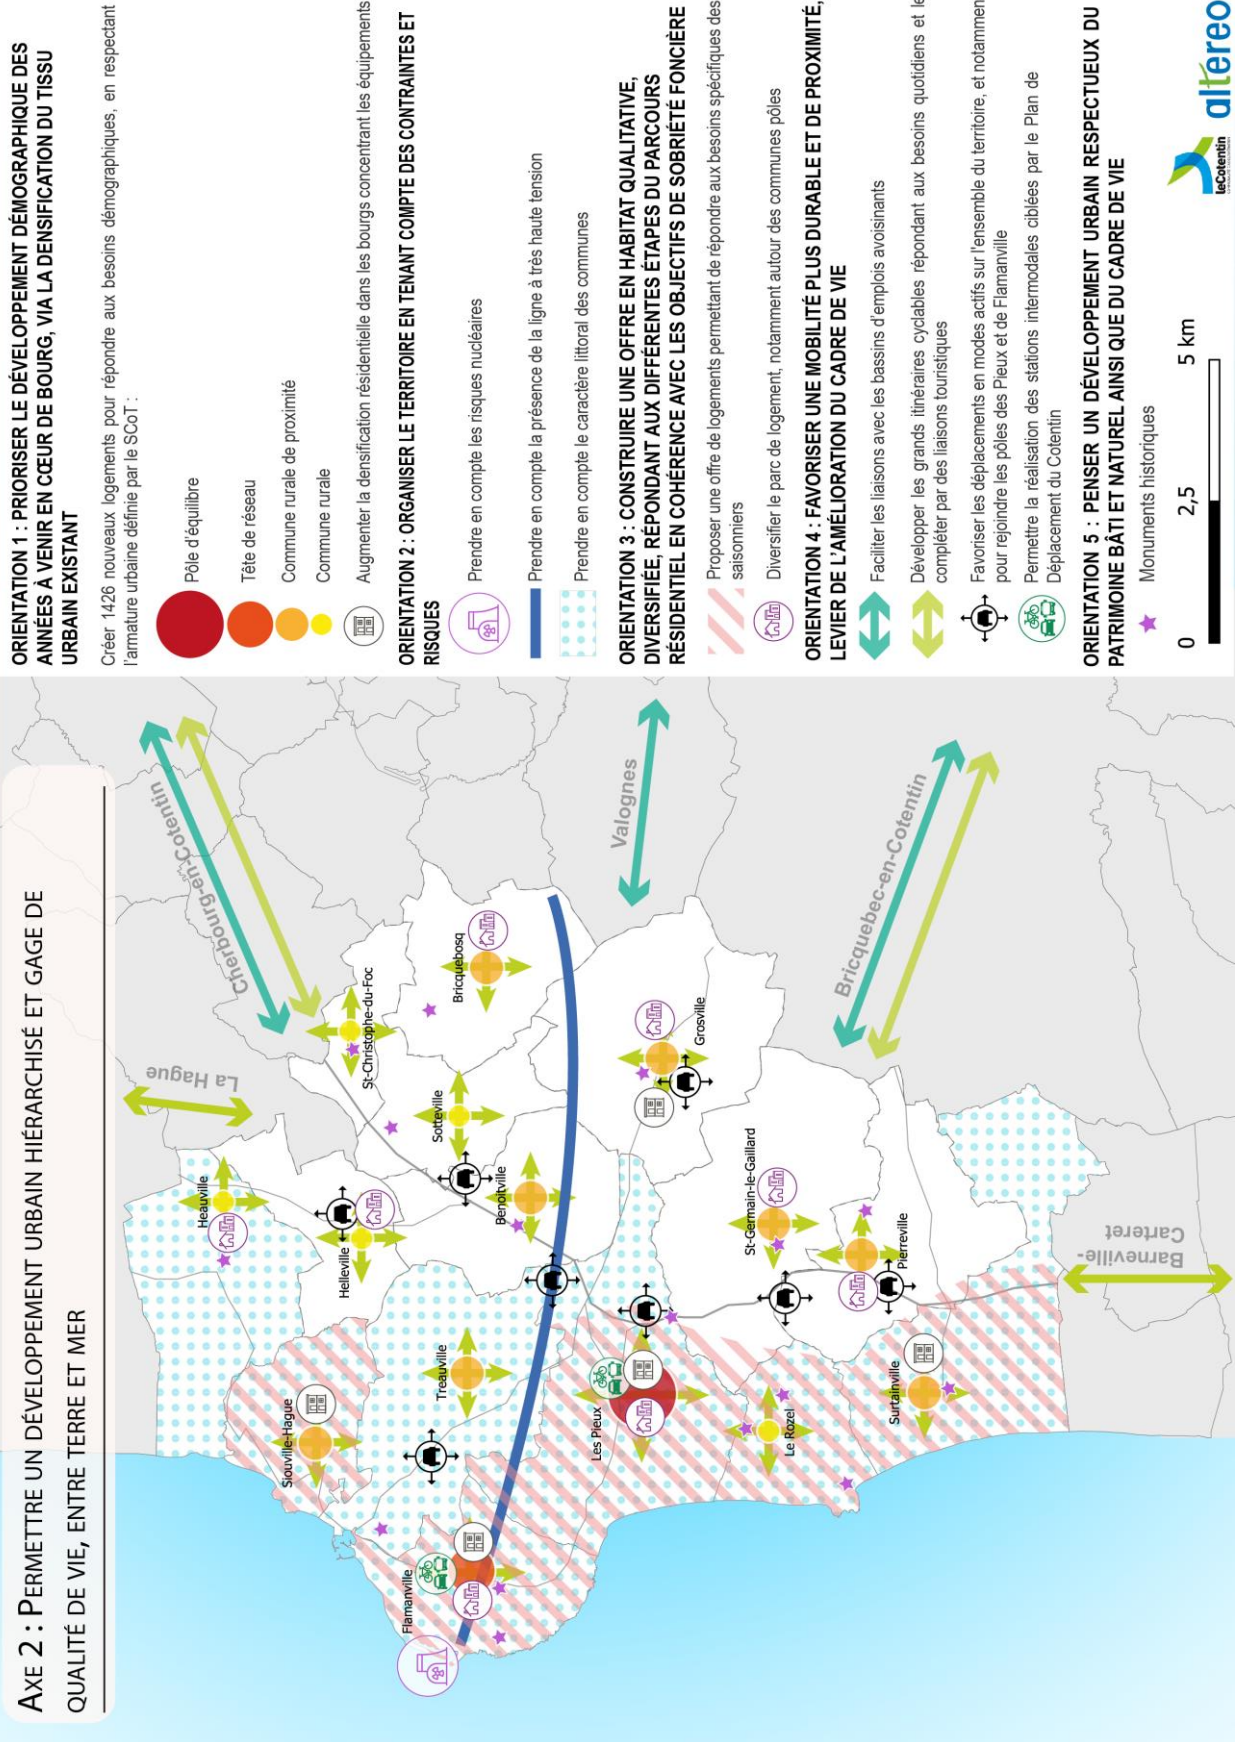 AXE 2 : PERMETTRE UN DÉVELOPPEMENT URBAIN HIÉRARCHISÉ ET GAGE DE
QUALITÉ DE VIE, ENTRE TERRE ET MER
La Hague
Cherbourg-en-Cotentin
Valognes
Bricquebec-en-Cotentin
Barneville-
Carteret
Heauville
St-Christophe-du-Foc
Helleville
Siouville-Hague
Sotteville
Bricquebosq
Benoitville
Treauville
Flamanville
Les Pieux
Grosville
St-Germain-le-Gaillard
Le Rozel
Pierreville
Surtainville
ORIENTATION 1 : PRIORISER LE DÉVELOPPEMENT DÉMOGRAPHIQUE DES
ANNÉES À VENIR EN CŒUR DE BOURG, VIA LA DENSIFICATION DU TISSU
URBAIN EXISTANT
Créer 1426 nouveaux logements pour répondre aux besoins démographiques, en respectant
l'armature urbaine définie par le SCoT :
Pôle d'équilibre
Tête de réseau
Commune rurale de proximité
Commune rurale
Augmenter la densification résidentielle dans les bourgs concentrant les équipements
ORIENTATION 2 : ORGANISER LE TERRITOIRE EN TENANT COMPTE DES CONTRAINTES ET
RISQUES
Prendre en compte les risques nucléaires
Prendre en compte la présence de la ligne à très haute tension
Prendre en compte le caractère littoral des communes
ORIENTATION 3 : CONSTRUIRE UNE OFFRE EN HABITAT QUALITATIVE,
DIVERSIFIÉE, RÉPONDANT AUX DIFFÉRENTES ÉTAPES DU PARCOURS
RÉSIDENTIEL EN COHÉRENCE AVEC LES OBJECTIFS DE SOBRIÉTÉ FONCIÈRE
Proposer une offre de logements permettant de répondre aux besoins spécifiques des
saisonniers
Diversifier le parc de logement, notamment autour des communes pôles
ORIENTATION 4 : FAVORISER UNE MOBILITÉ PLUS DURABLE ET DE PROXIMITÉ,
LEVIER DE L'AMÉLIORATION DU CADRE DE VIE
Faciliter les liaisons avec les bassins d'emplois avoisinants
Développer les grands itinéraires cyclables répondant aux besoins quotidiens et le
compléter par des liaisons touristiques
Favoriser les déplacements en modes actifs sur l'ensemble du territoire, et notammen
pour rejoindre les pôles des Pieux et de Flamanville
Permettre la réalisation des stations intermodales ciblées par le Plan de
Déplacement du Cotentin
ORIENTATION 5 : PENSER UN DÉVELOPPEMENT URBAIN RESPECTUEUX DU
PATRIMOINE BÂTI ET NATUREL AINSI QUE DU CADRE DE VIE
Monuments historiques
0 2,5 5 km
leCotentin
altereo